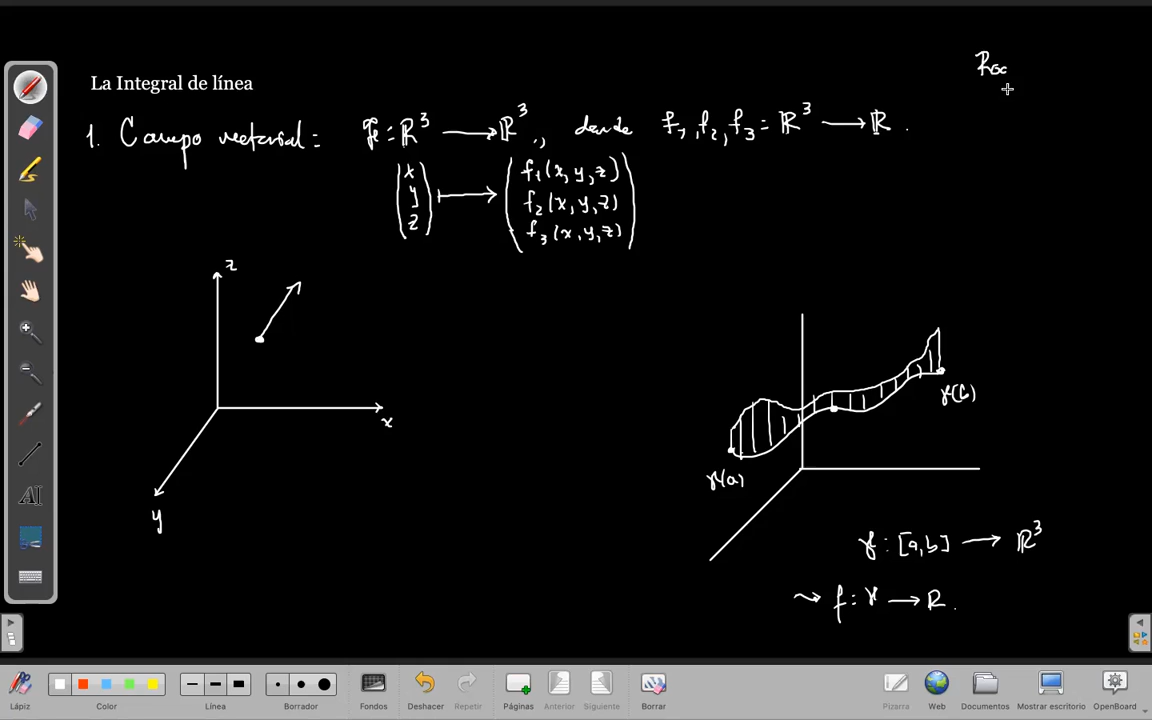 La Integral de línea
1. Campo vectorial: F: ℝ³ → ℝ³, donde f₁, f₂, f₃ = ℝ³ → ℝ.
(x y z) ↦ (f₁(x, y, z) f₂(x, y, z) f₃(x, y, z))
z
x
y
γ(a)
γ(b)
γ: [a,b] → ℝ³
⇝ f: γ → ℝ.
Lápiz
Color
Línea
Borrador
Fondos
Deshacer
Repetir
Páginas
Anterior
Siguiente
Borrar
Pizarra
Web
Documentos
Mostrar escritorio
OpenBoard